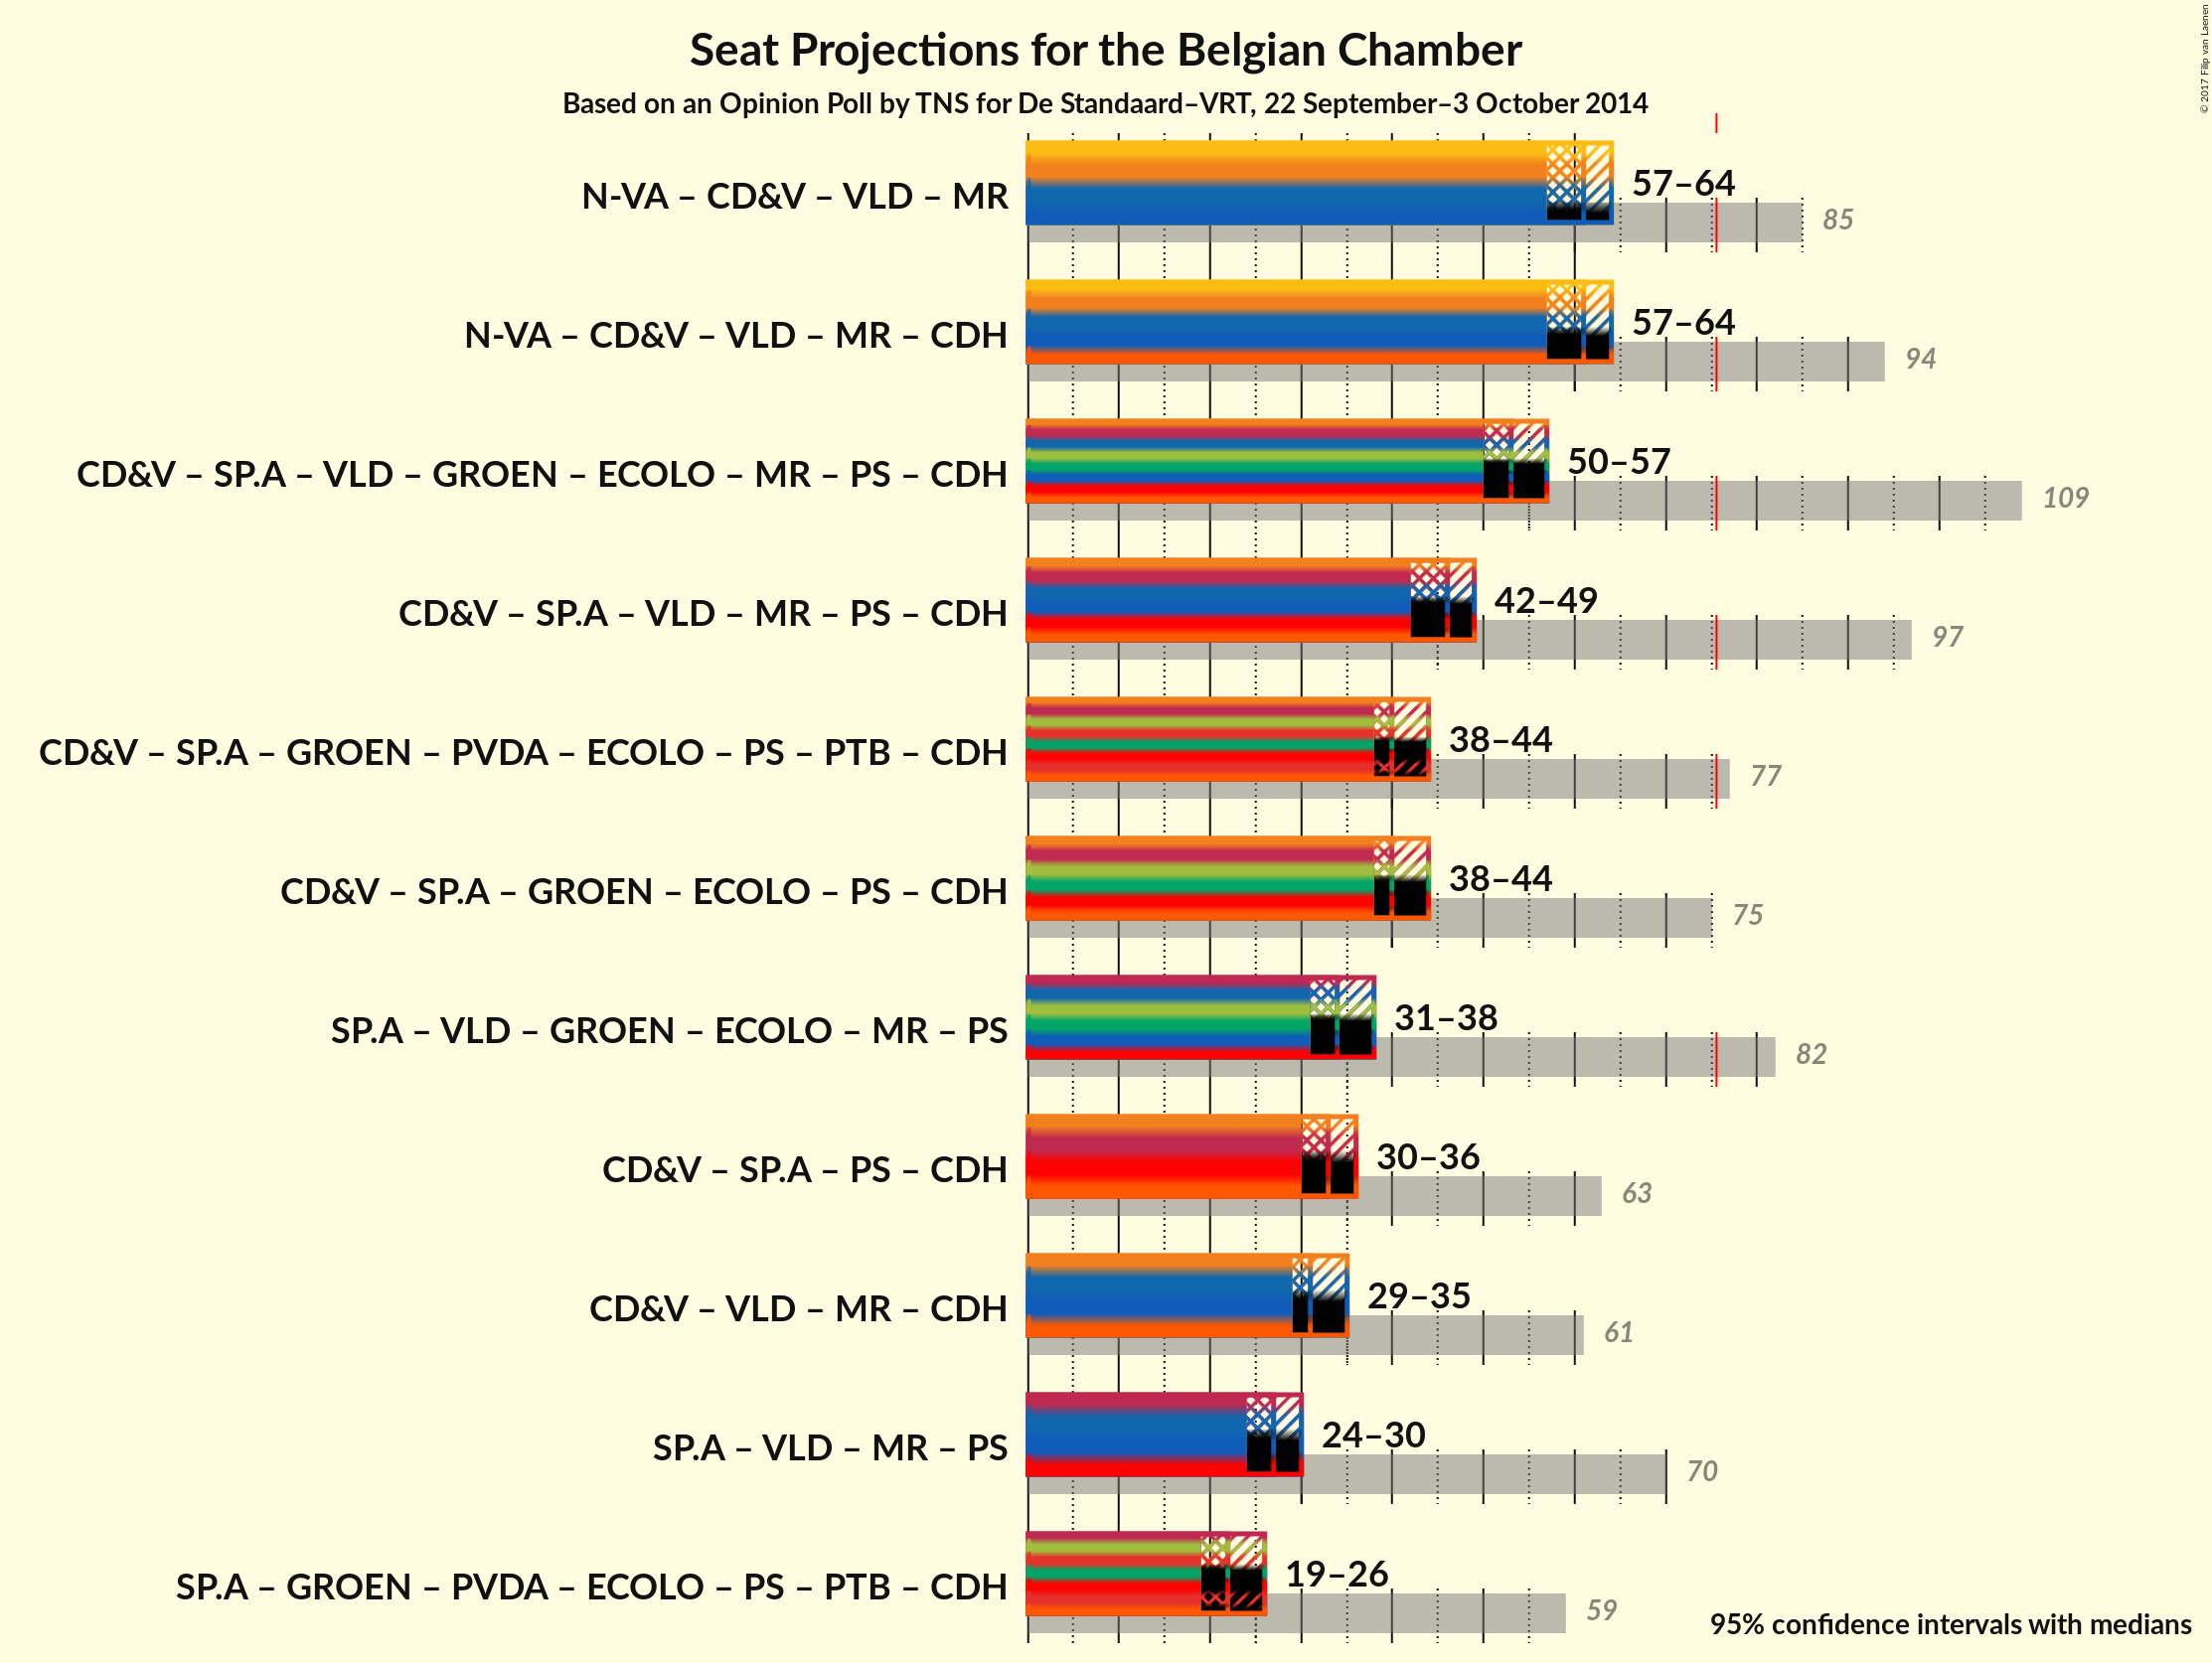 Seat Projections for the Belgian Chamber
Based on an Opinion Poll by TNS for De Standaard–VRT, 22 September–3 October 2014
© 2017 Filip van Laenen
N-VA – CD&V – VLD – MR
57–64
85
N-VA – CD&V – VLD – MR – CDH
57–64
94
CD&V – SP.A – VLD – GROEN – ECOLO – MR – PS – CDH
50–57
109
CD&V – SP.A – VLD – MR – PS – CDH
42–49
97
CD&V – SP.A – GROEN – PVDA – ECOLO – PS – PTB – CDH
38–44
77
CD&V – SP.A – GROEN – ECOLO – PS – CDH
38–44
75
SP.A – VLD – GROEN – ECOLO – MR – PS
31–38
82
CD&V – SP.A – PS – CDH
30–36
63
CD&V – VLD – MR – CDH
29–35
61
SP.A – VLD – MR – PS
24–30
70
SP.A – GROEN – PVDA – ECOLO – PS – PTB – CDH
19–26
59
95% confidence intervals with medians